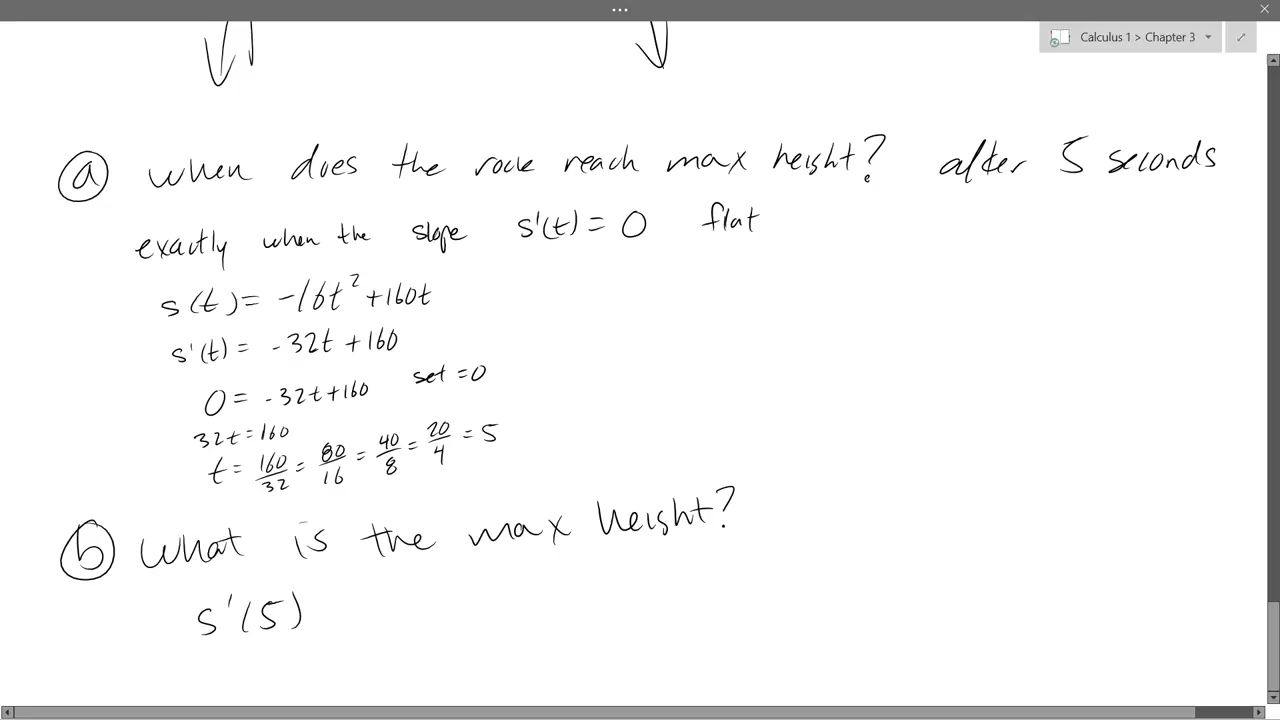 Calculus 1 > Chapter 3
ⓐ when does the rock reach max height? after 5 seconds
exactly when the slope s'(t) = 0 flat
s(t) = -16t² + 160t
s'(t) = -32t + 160
0 = -32t + 160 set = 0
32t = 160
t = 160/32 = 80/16 = 40/8 = 20/4 = 5
ⓑ What is the max height?
s'(5)